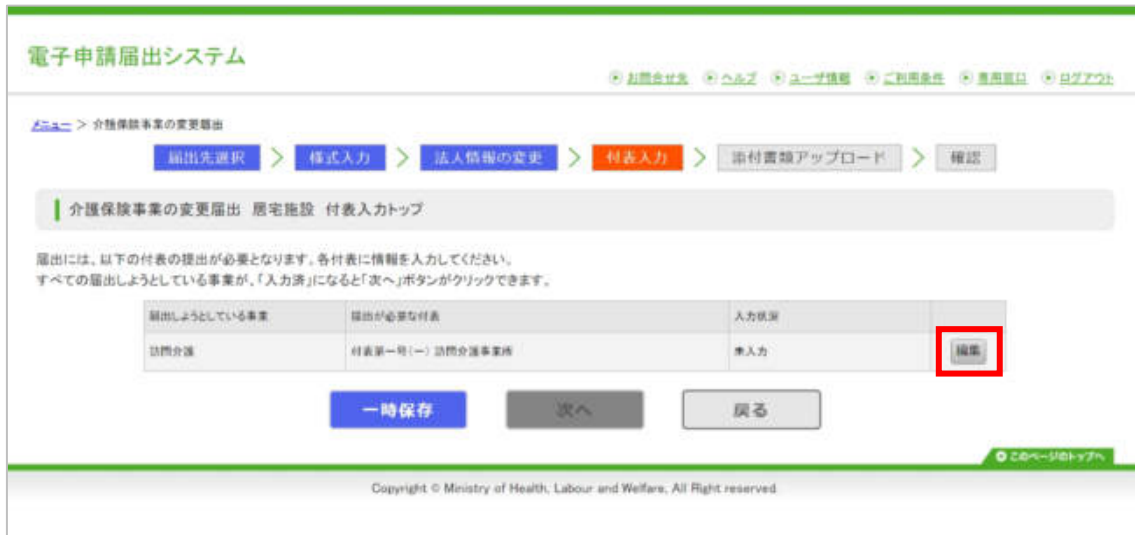 電子申請届出システム
お問合せ先 ヘルプ ユーザ情報 ご利用条件 専用窓口 ログアウト
メニュー > 介護保険事業の変更届出
届出先選択 > 様式入力 > 法人情報の変更 > 付表入力 > 添付書類アップロード > 確認
介護保険事業の変更届出 居宅施設 付表入力トップ
届出には、以下の付表の提出が必要となります。各付表に情報を入力してください。
すべての届出しようとしている事業が、「入力済」になると「次へ」ボタンがクリックできます。
届出しようとしている事業 届出が必要な付表 入力状況
訪問介護 付表第一号(一) 訪問介護事業所 未入力 編集
一時保存 次へ 戻る
このページのトップへ
Copyright © Ministry of Health, Labour and Welfare, All Right reserved.